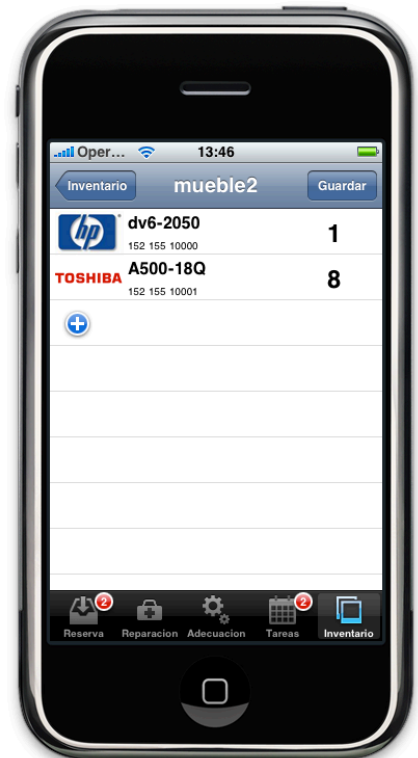 Oper... 13:46
Inventario mueble2 Guardar
hp dv6-2050 1
152 155 10000
TOSHIBA A500-18Q 8
152 155 10001
2 2
Reserva Reparacion Adecuacion Tareas Inventario